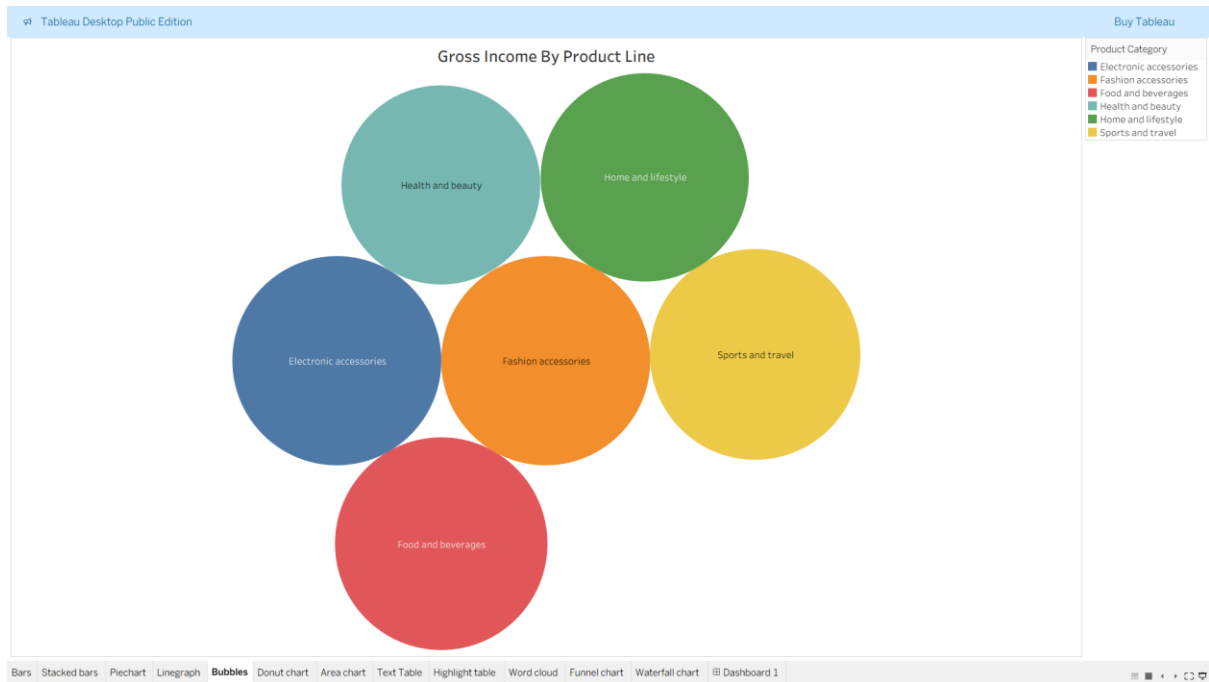 Tableau Desktop Public Edition
Buy Tableau
Gross Income By Product Line
Product Category
Electronic accessories
Fashion accessories
Food and beverages
Health and beauty
Home and lifestyle
Sports and travel
Health and beauty
Home and lifestyle
Electronic accessories
Fashion accessories
Sports and travel
Food and beverages
Bars Stacked bars Piechart Linegraph Bubbles Donut chart Area chart Text Table Highlight table Word cloud Funnel chart Waterfall chart Dashboard 1